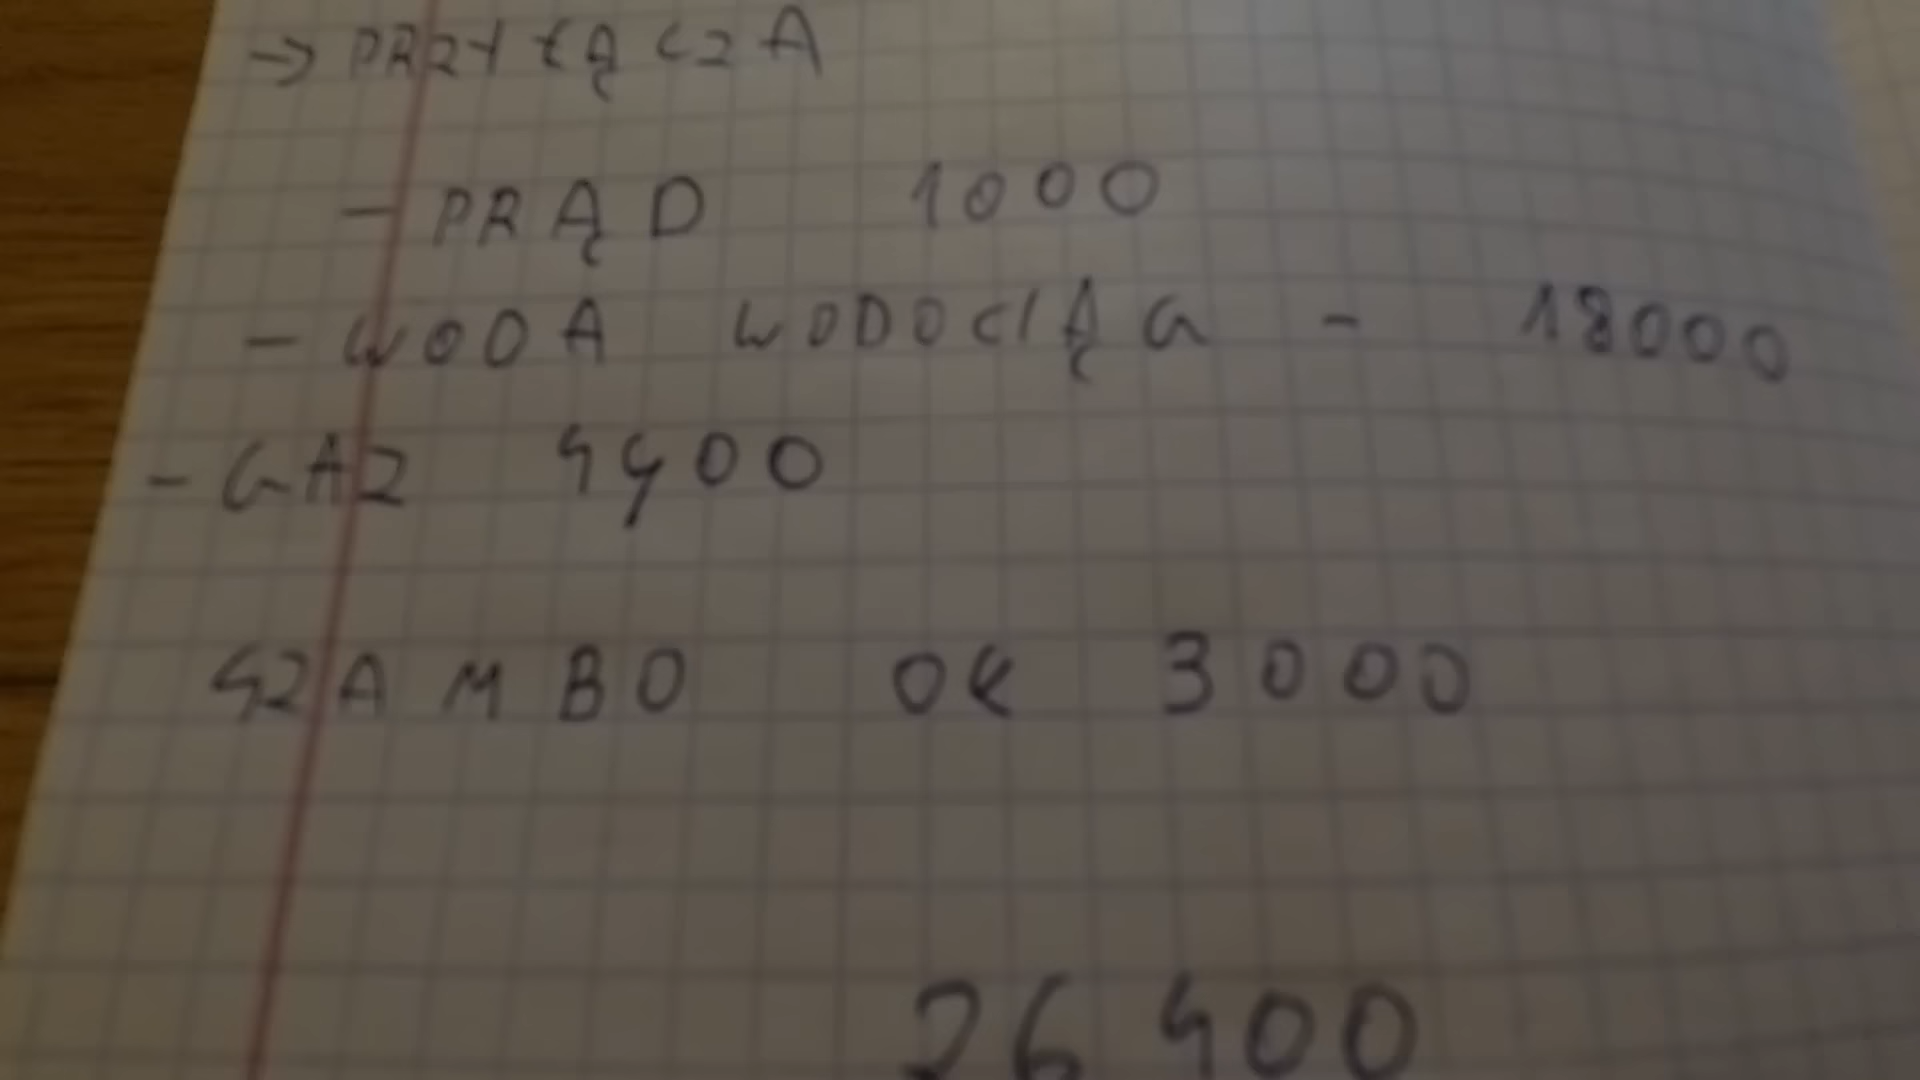 → PRZYŁĄCZA
- PRĄD 1000
- WODA WODOCIĄG - 18000
- GAZ 4400
SZAMBO OK 3000
26400